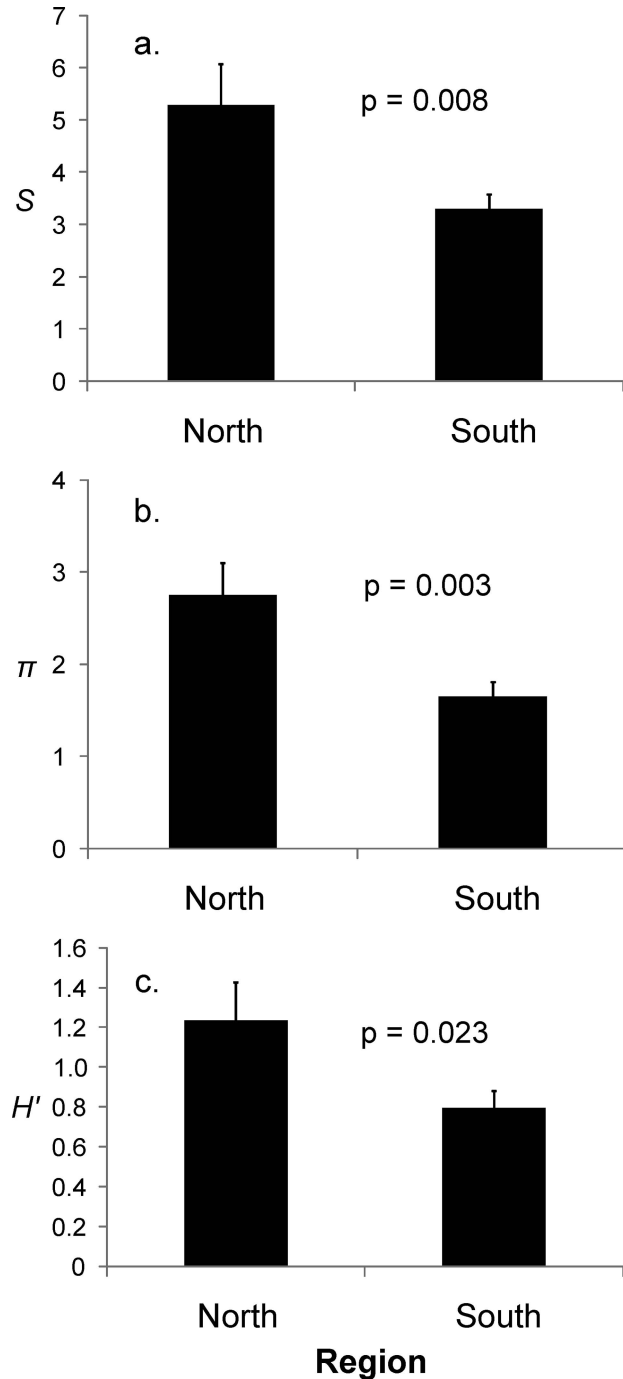 7
a.
6
p = 0.008
5
4
S
3
2
1
0
North South
4
b.
3
p = 0.003
π 2
1
0
North South
1.6
c.
1.4
p = 0.023
1.2
1.0
H' 0.8
0.6
0.4
0.2
0
North South
Region